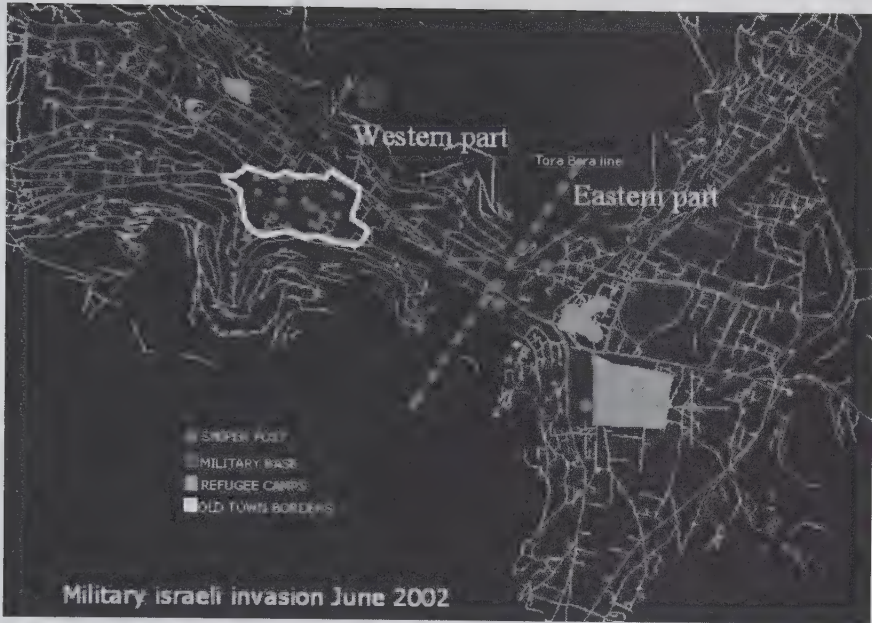 Western part
Tora Bora line
Eastern part
SNIPER POST
MILITARY BASE
REFUGEE CAMPS
OLD TOWN BORDERS
Military israeli invasion June 2002